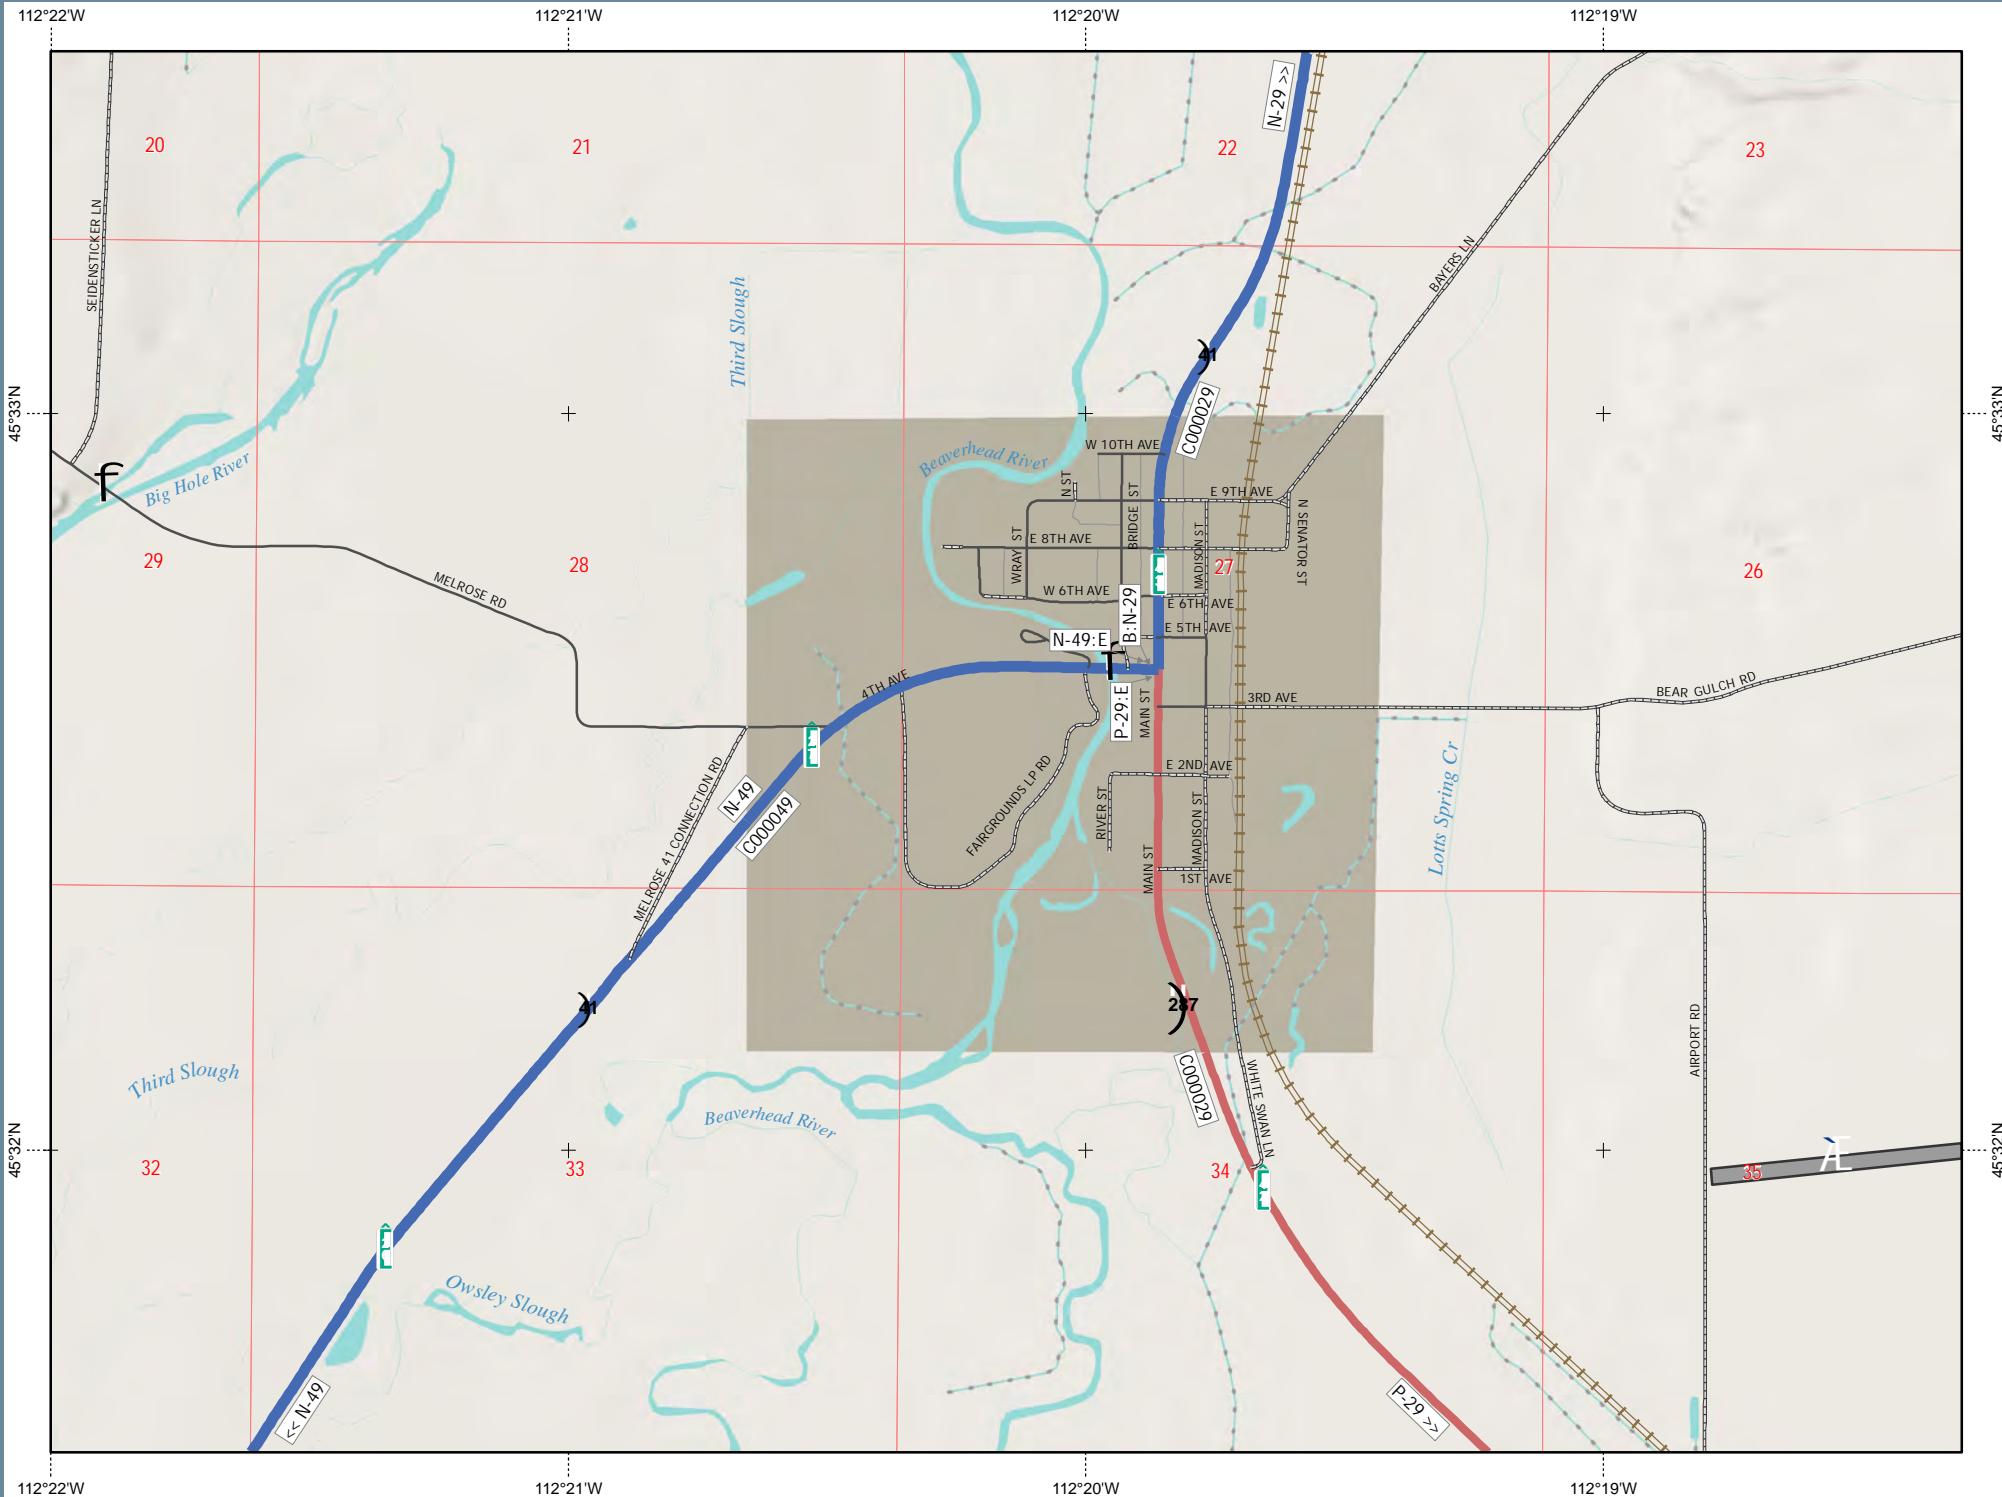 112°22'W
112°21'W
112°20'W
112°19'W
N-29 >>
20
21
22
23
SEIDENSTICKER LN
BAYERS LN
Third Slough
41
C000029
45°33'N
45°33'N
W 10TH AVE
Beaverhead River
Big Hole River
N ST
BRIDGE ST
E 9TH AVE
N SENATOR ST
WRAY ST
E 8TH AVE
MADISON ST
29
28
27
26
MELROSE RD
W 6TH AVE
E 6TH AVE
B:N-29
E 5TH AVE
N-49:E
4TH AVE
P-29:E
MAIN ST
3RD AVE
BEAR GULCH RD
E 2ND AVE
MELROSE 41 CONNECTION RD
N-49
C000049
FAIRGROUNDS LP RD
RIVER ST
MADISON ST
Lotts Spring Cr
MAIN ST
1ST AVE
41
287
AIRPORT RD
Third Slough
C000029
WHITE SWAN LN
Beaverhead River
45°32'N
45°32'N
32
33
34
35
Owsley Slough
<< N-49
P-29 >>
112°22'W
112°21'W
112°20'W
112°19'W